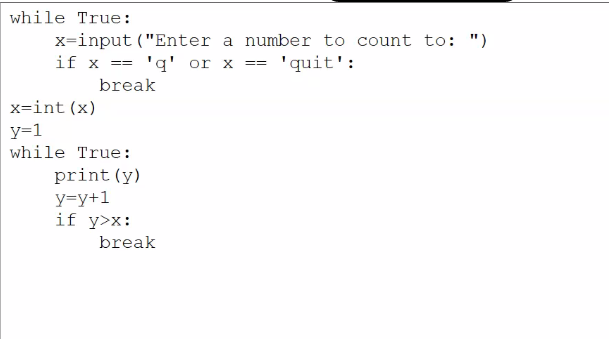 while True:
    x=input("Enter a number to count to: ")
    if x == 'q' or x == 'quit':
        break
x=int(x)
y=1
while True:
    print(y)
    y=y+1
    if y>x:
        break